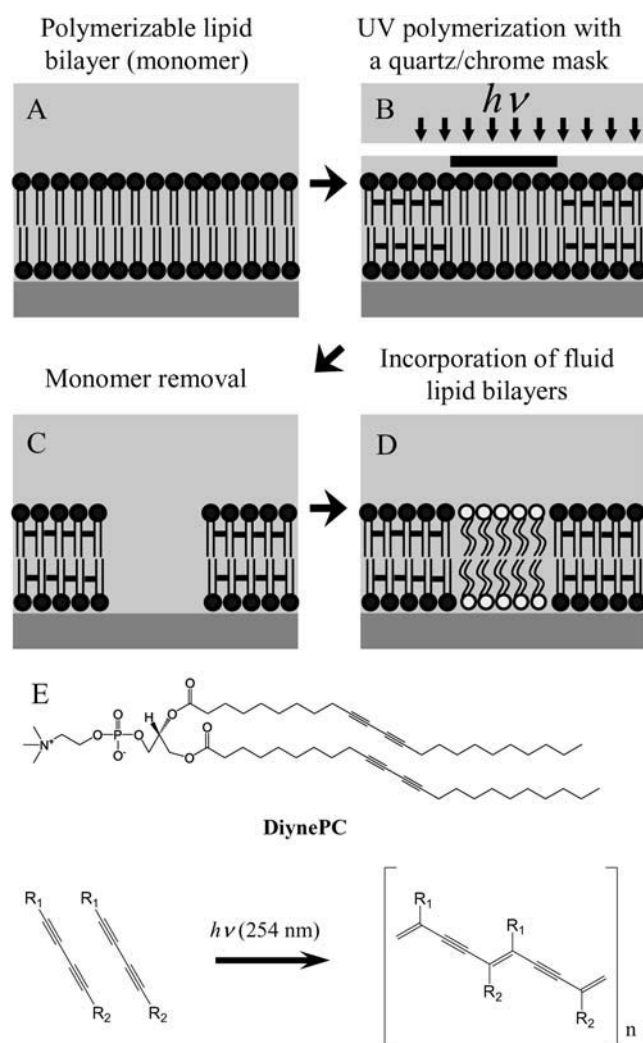 Polymerizable lipid
bilayer (monomer)
UV polymerization with
a quartz/chrome mask
A
B
hν
Monomer removal
Incorporation of fluid
lipid bilayers
C
D
E
O
O
O
H
O
P
O
O
O⁻
N⁺
O
O
DiynePC
R₁
R₁
R₂
R₂
hν (254 nm)
R₁
R₁
R₂
R₂
n